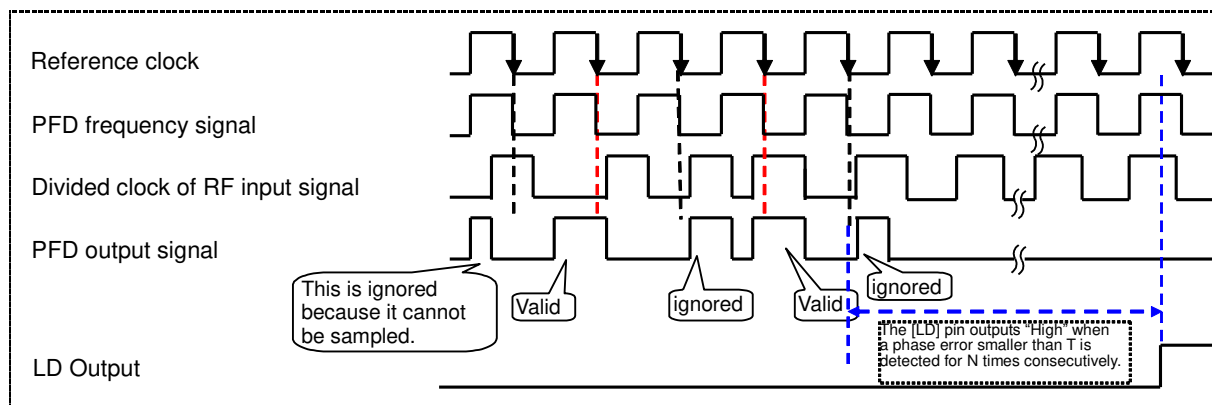 Reference clock
PFD frequency signal
Divided clock of RF input signal
PFD output signal
This is ignored
because it cannot
be sampled.
Valid
ignored
Valid
ignored
The [LD] pin outputs “High” when
a phase error smaller than T is
detected for N times consecutively.
LD Output